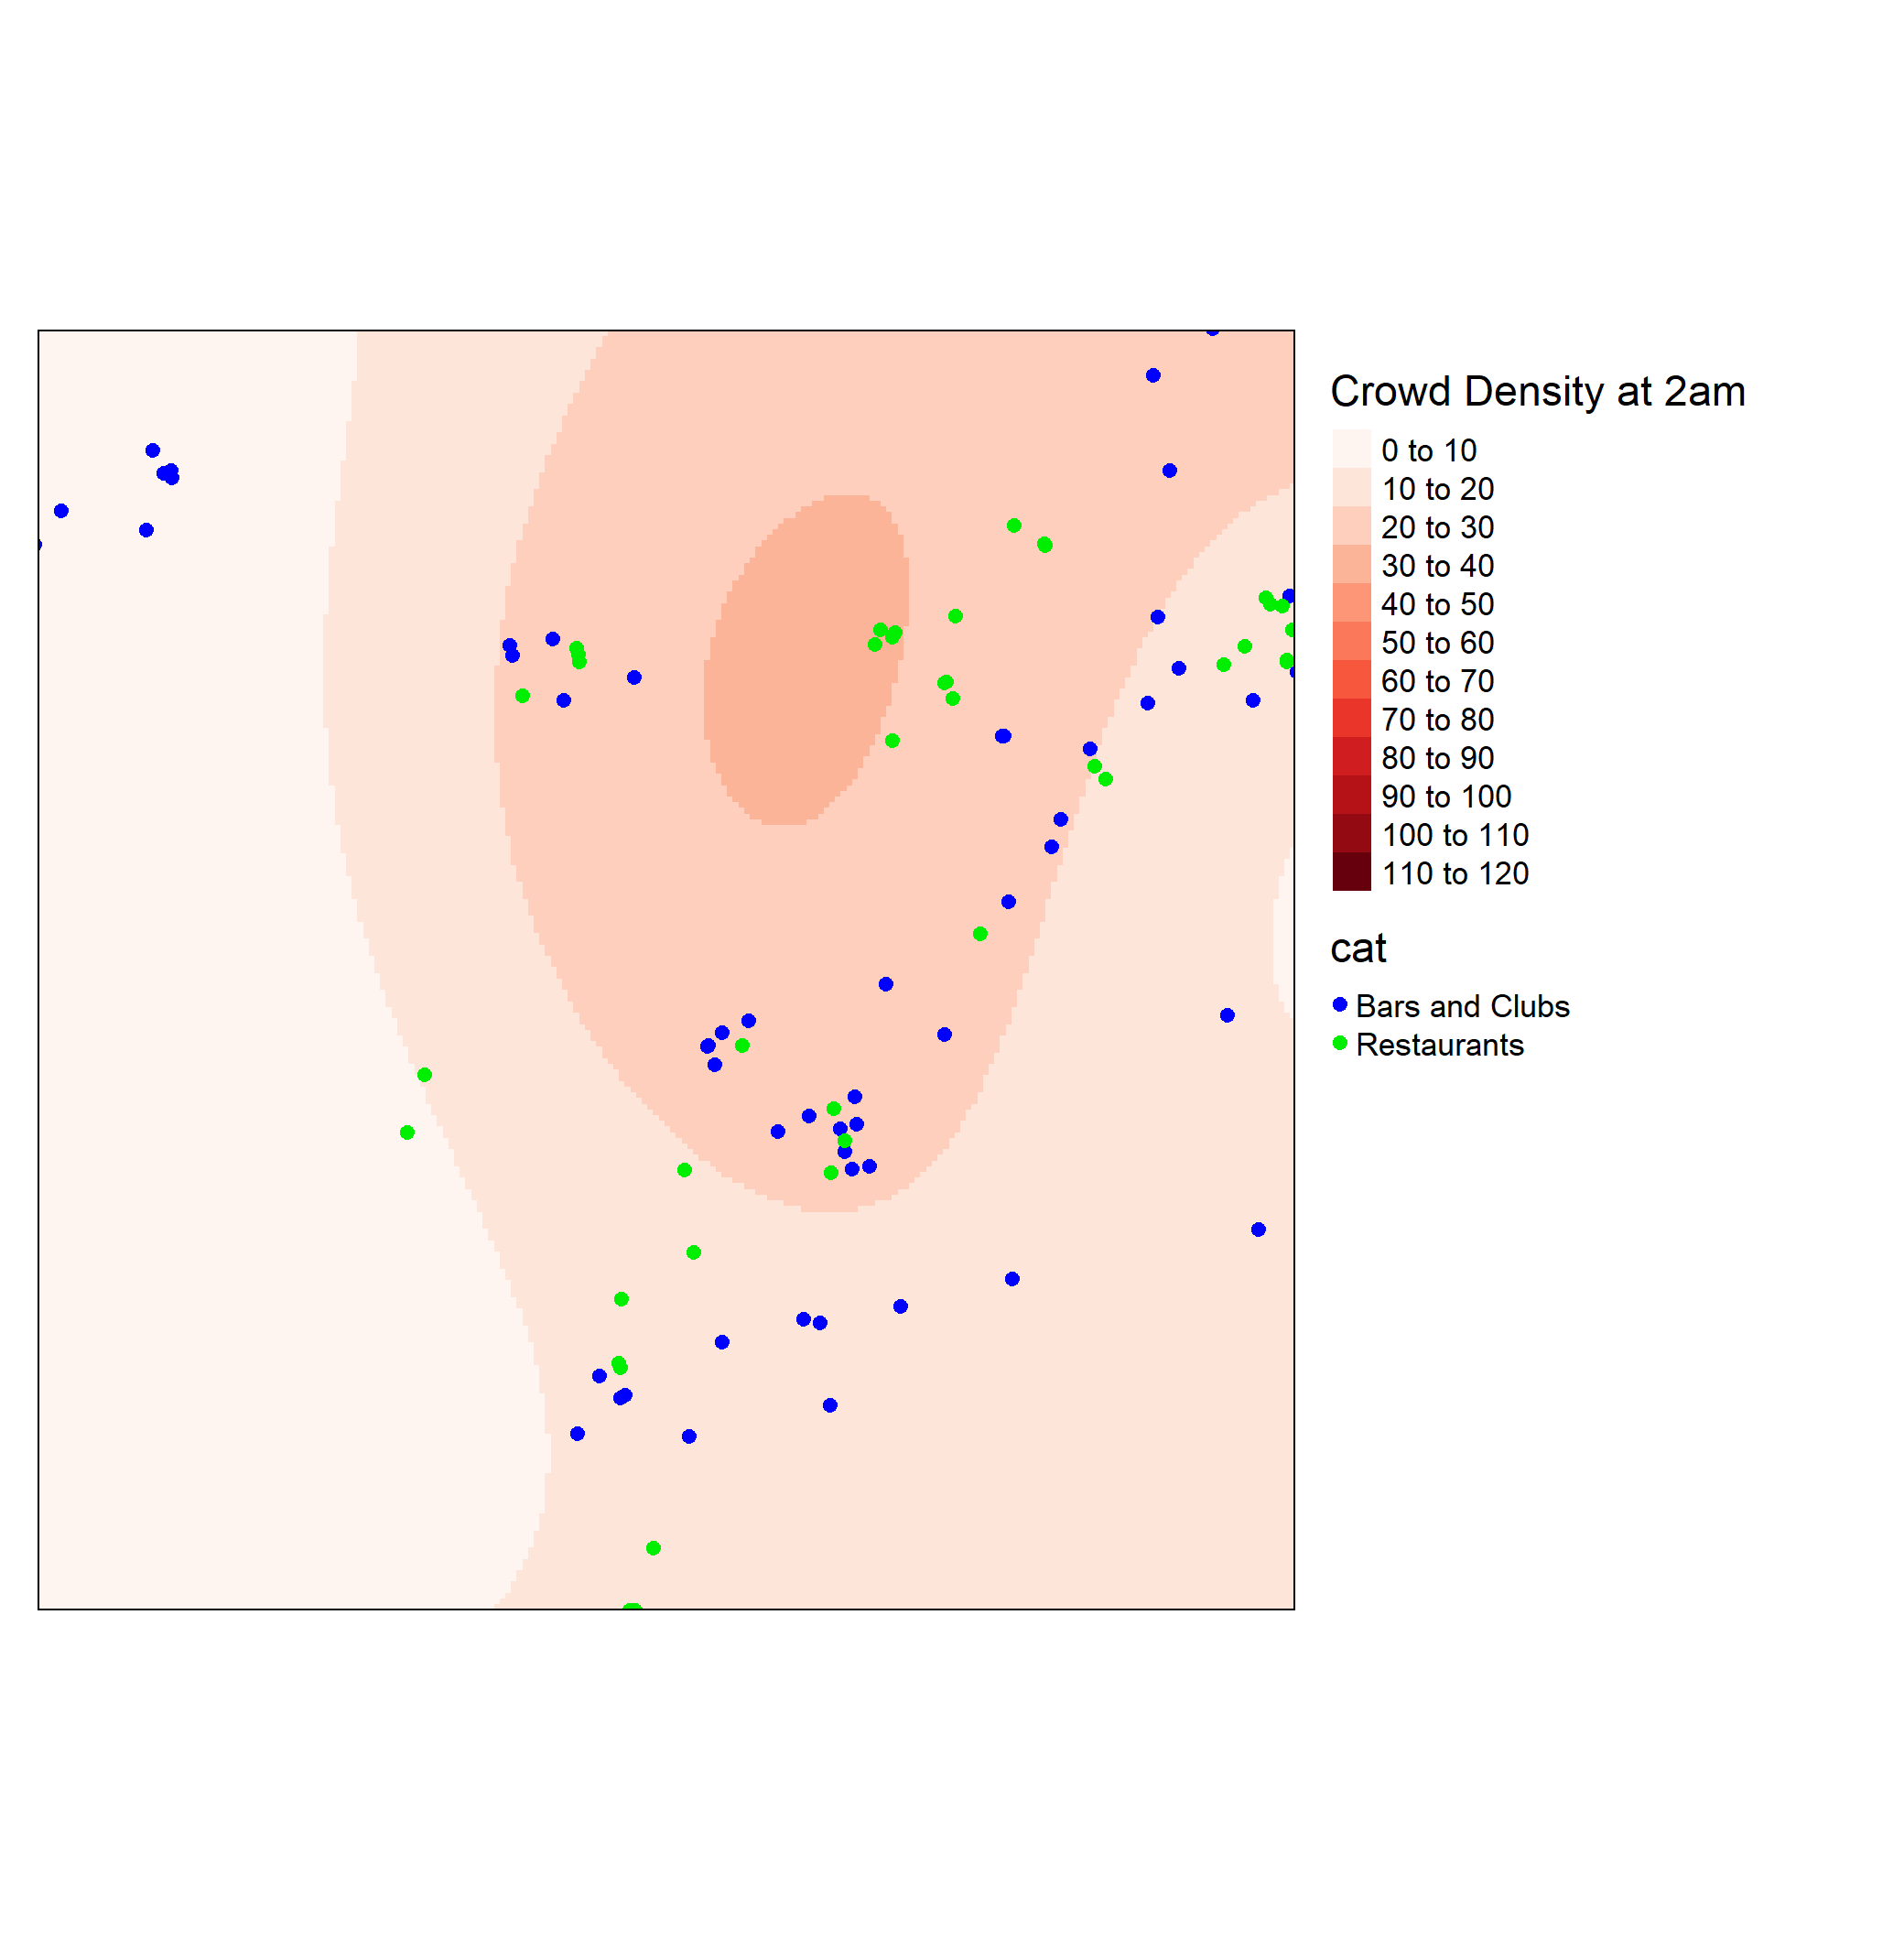 Crowd Density at 2am
0 to 10
10 to 20
20 to 30
30 to 40
40 to 50
50 to 60
60 to 70
70 to 80
80 to 90
90 to 100
100 to 110
110 to 120
cat
Bars and Clubs
Restaurants